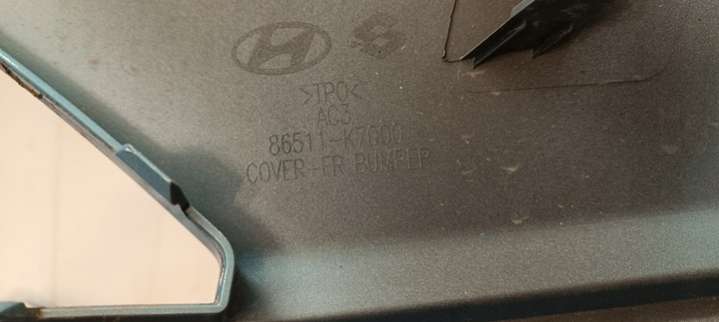 >TPO<
AC3
86511-K7000
COVER-FR BUMPER